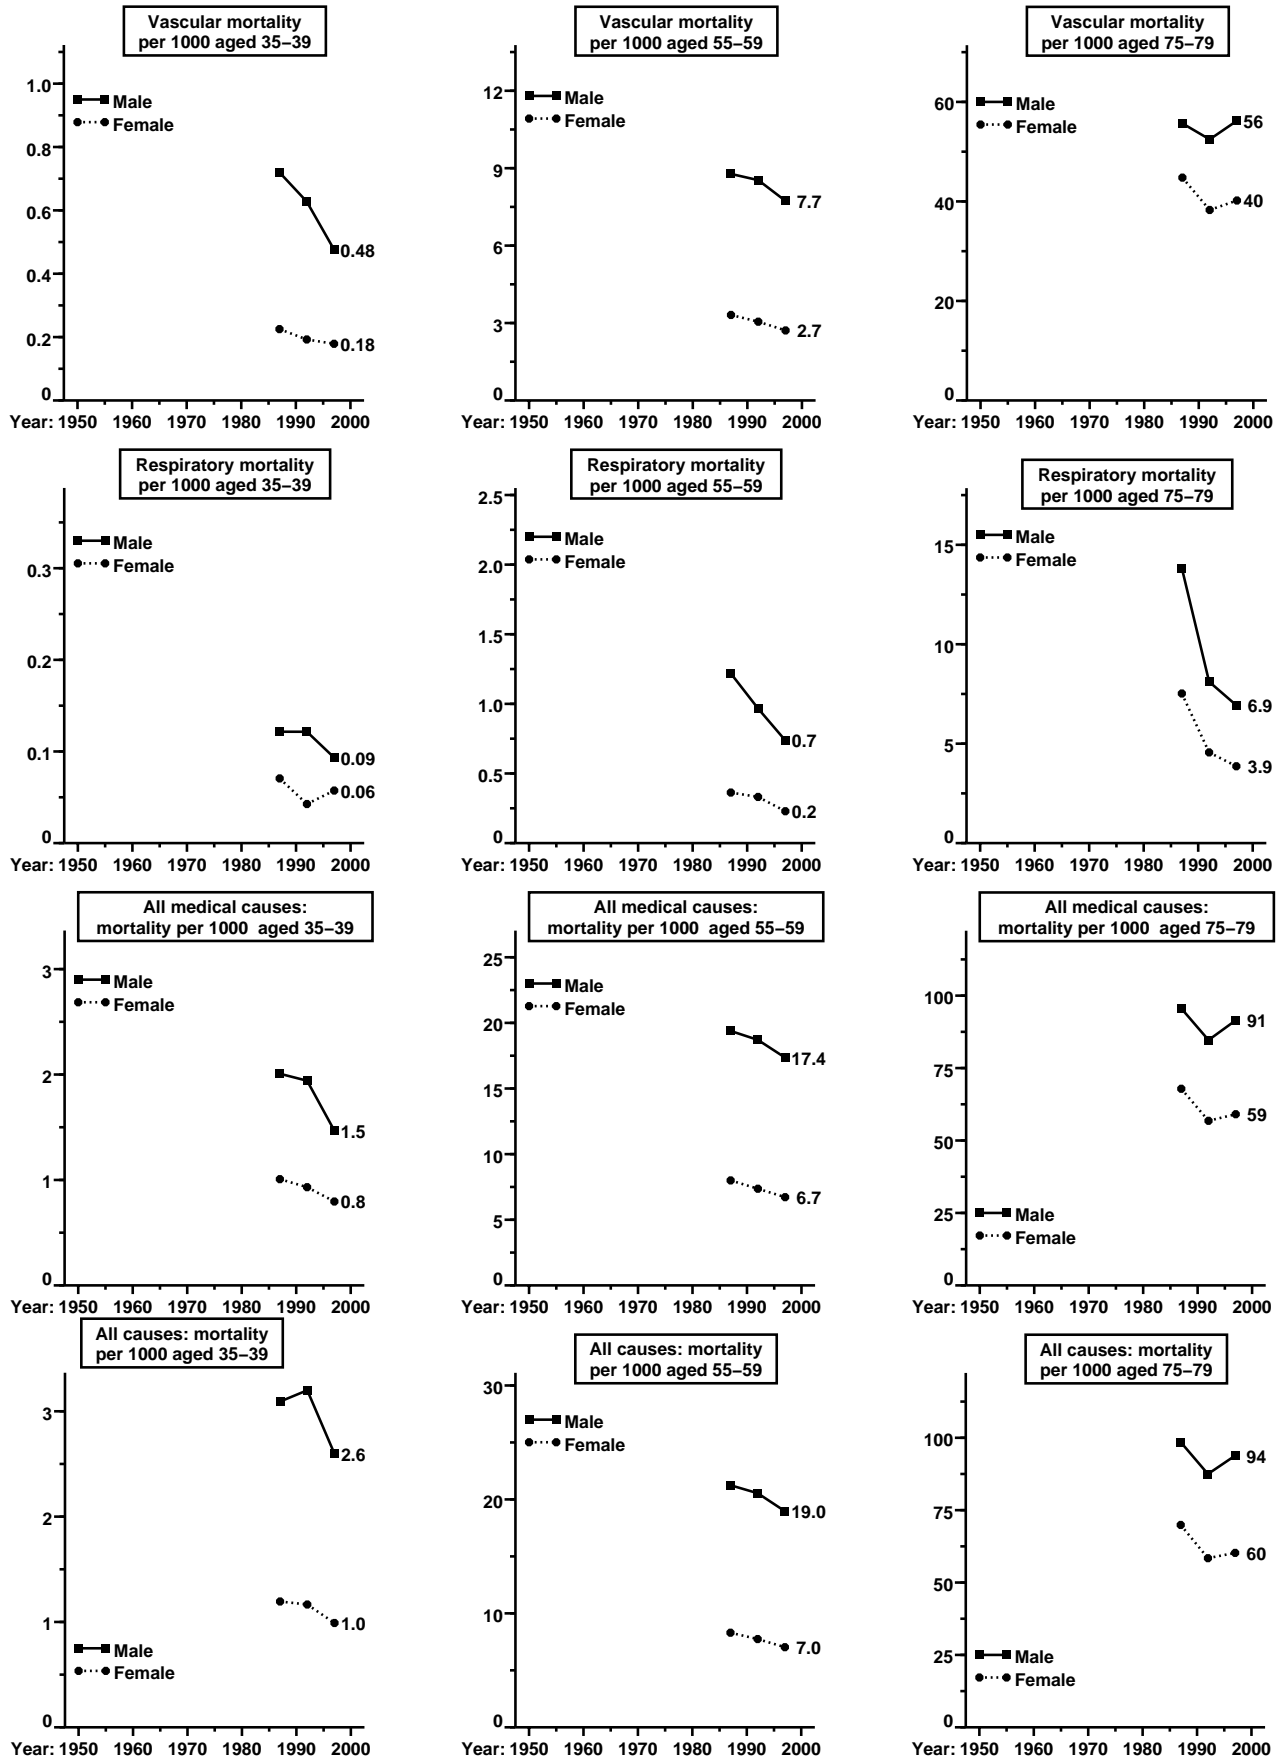 Vascular mortality
per 1000 aged 35–39
1.0
0.8
0.6
0.4
0.2
0
Male
Female
0.48
0.18
Year: 1950 1960 1970 1980 1990 2000
Vascular mortality
per 1000 aged 55–59
12
9
6
3
0
Male
Female
7.7
2.7
Year: 1950 1960 1970 1980 1990 2000
Vascular mortality
per 1000 aged 75–79
60
40
20
0
Male
Female
56
40
Year: 1950 1960 1970 1980 1990 2000
Respiratory mortality
per 1000 aged 35–39
0.3
0.2
0.1
0
Male
Female
0.09
0.06
Year: 1950 1960 1970 1980 1990 2000
Respiratory mortality
per 1000 aged 55–59
2.5
2.0
1.5
1.0
0.5
0
Male
Female
0.7
0.2
Year: 1950 1960 1970 1980 1990 2000
Respiratory mortality
per 1000 aged 75–79
15
10
5
0
Male
Female
6.9
3.9
Year: 1950 1960 1970 1980 1990 2000
All medical causes:
mortality per 1000 aged 35–39
3
2
1
0
Male
Female
1.5
0.8
Year: 1950 1960 1970 1980 1990 2000
All medical causes:
mortality per 1000 aged 55–59
25
20
15
10
5
0
Male
Female
17.4
6.7
Year: 1950 1960 1970 1980 1990 2000
All medical causes:
mortality per 1000 aged 75–79
100
75
50
25
0
91
59
Male
Female
Year: 1950 1960 1970 1980 1990 2000
All causes: mortality
per 1000 aged 35–39
3
2
1
0
2.6
1.0
Male
Female
Year: 1950 1960 1970 1980 1990 2000
All causes: mortality
per 1000 aged 55–59
30
20
10
0
Male
Female
19.0
7.0
Year: 1950 1960 1970 1980 1990 2000
All causes: mortality
per 1000 aged 75–79
100
75
50
25
0
94
60
Male
Female
Year: 1950 1960 1970 1980 1990 2000